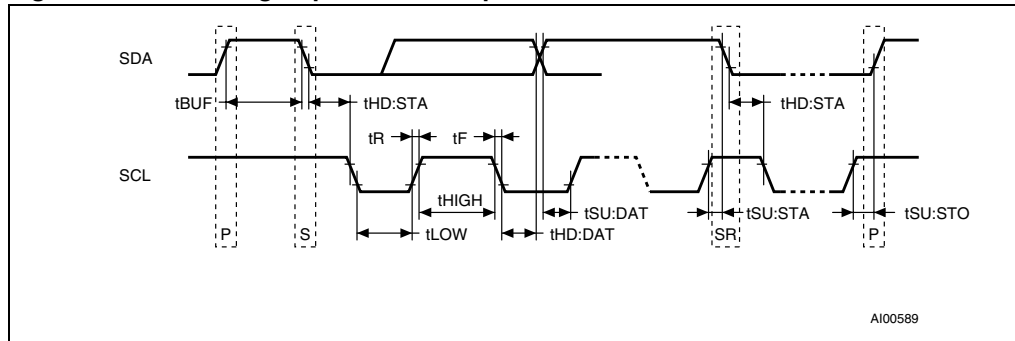 SDA
tBUF
tHD:STA
tHD:STA
tR
tF
SCL
tHIGH
tSU:DAT
tSU:STA
tSU:STO
P
S
tLOW
tHD:DAT
SR
P
AI00589